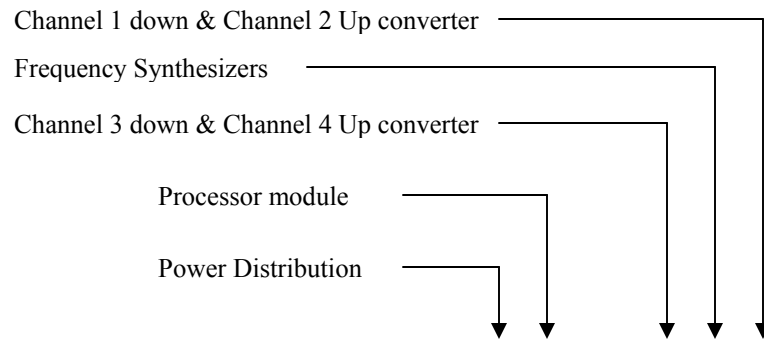 Channel 1 down & Channel 2 Up converter
Frequency Synthesizers
Channel 3 down & Channel 4 Up converter
Processor module
Power Distribution